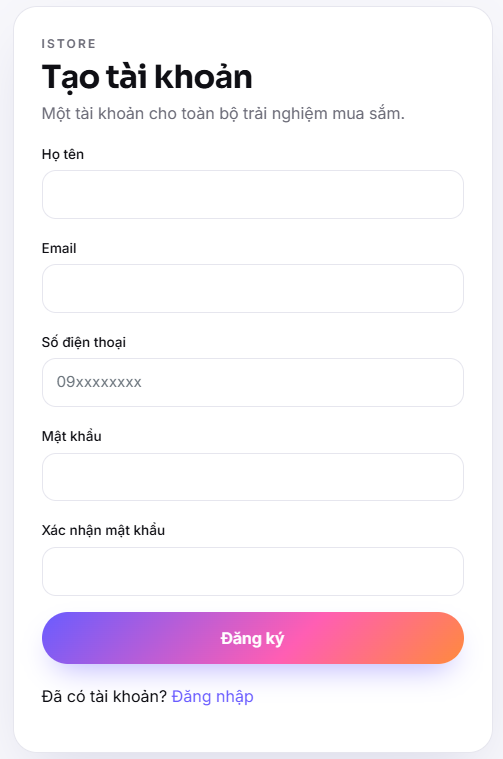 ISTORE
Tạo tài khoản
Một tài khoản cho toàn bộ trải nghiệm mua sắm.
Họ tên
Email
Số điện thoại
09xxxxxxxx
Mật khẩu
Xác nhận mật khẩu
Đăng ký
Đã có tài khoản? Đăng nhập